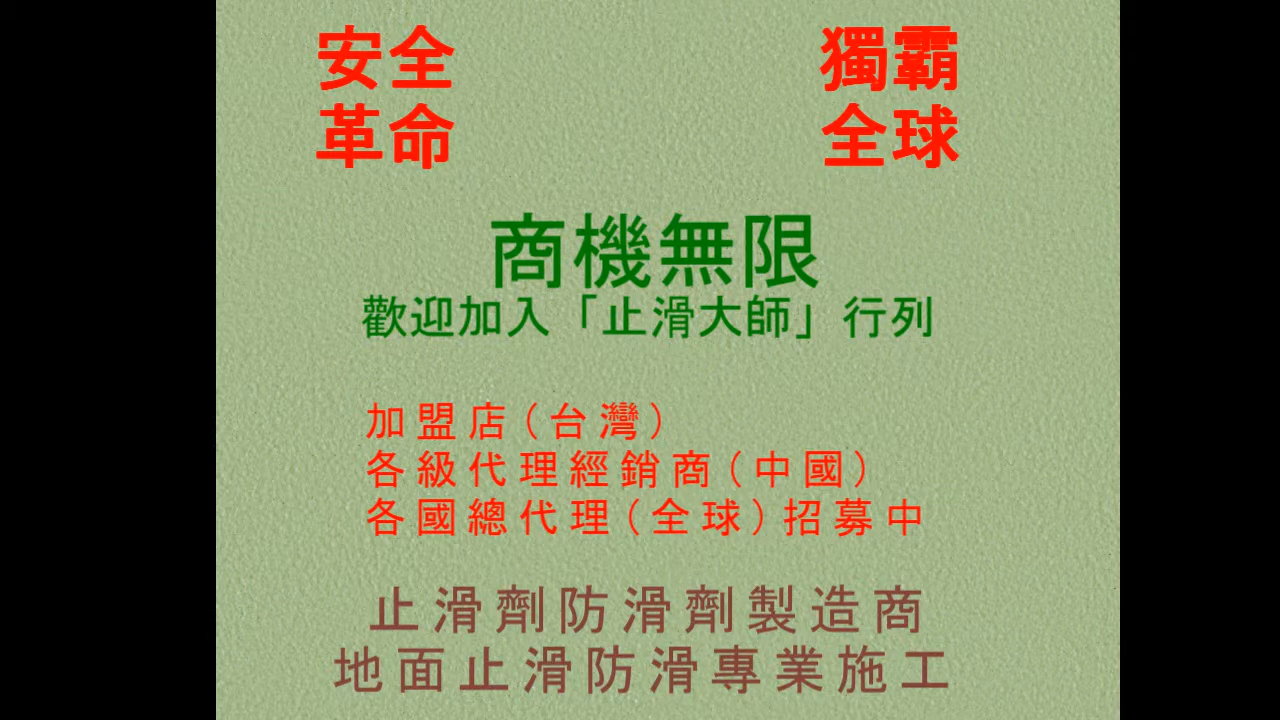 安全 獨霸
革命 全球
商機無限
歡迎加入「止滑大師」行列
加盟店(台灣)
各級代理經銷商(中國)
各國總代理(全球)招募中
止滑劑防滑劑製造商
地面止滑防滑專業施工